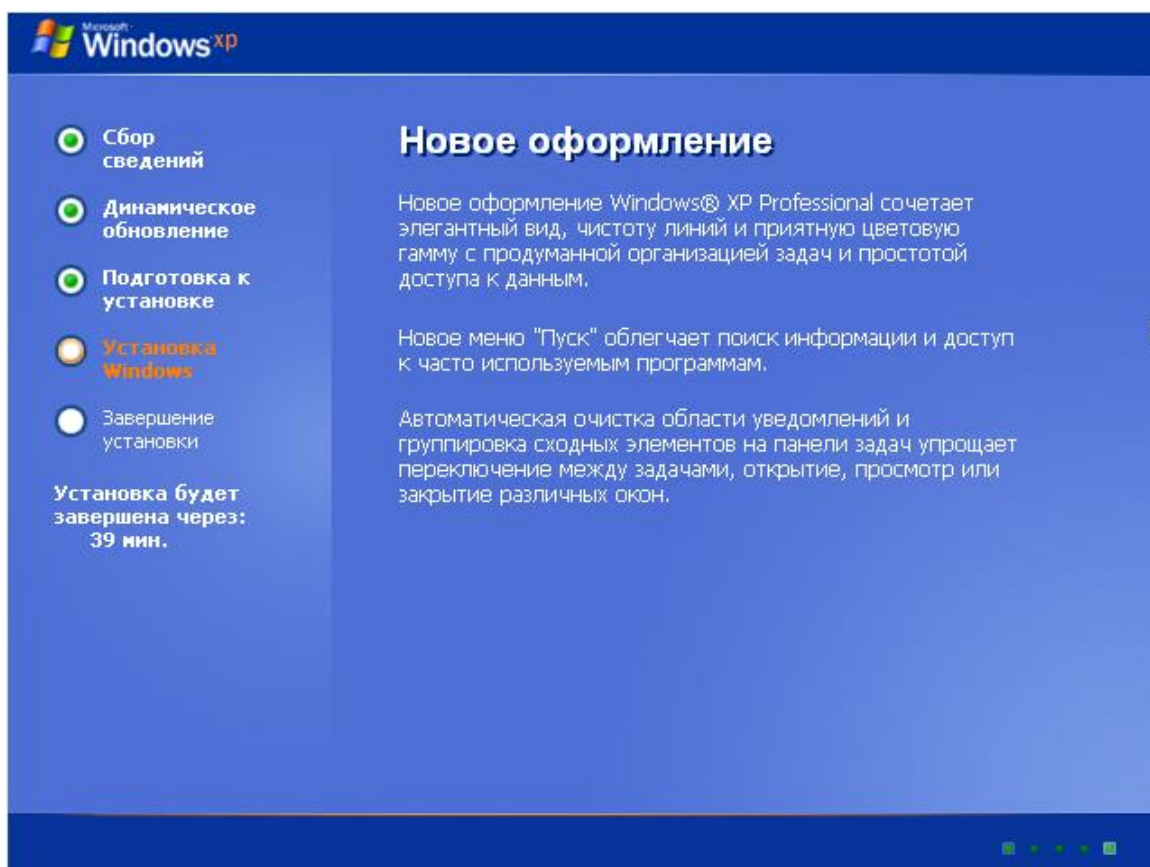 Microsoft
Windows xp
Сбор
сведений
Динамическое
обновление
Подготовка к
установке
Установка
Windows
Завершение
установки
Установка будет
завершена через:
39 мин.
Новое оформление
Новое оформление Windows® XP Professional сочетает
элегантный вид, чистоту линий и приятную цветовую
гамму с продуманной организацией задач и простотой
доступа к данным.
Новое меню "Пуск" облегчает поиск информации и доступ
к часто используемым программам.
Автоматическая очистка области уведомлений и
группировка сходных элементов на панели задач упрощает
переключение между задачами, открытие, просмотр или
закрытие различных окон.